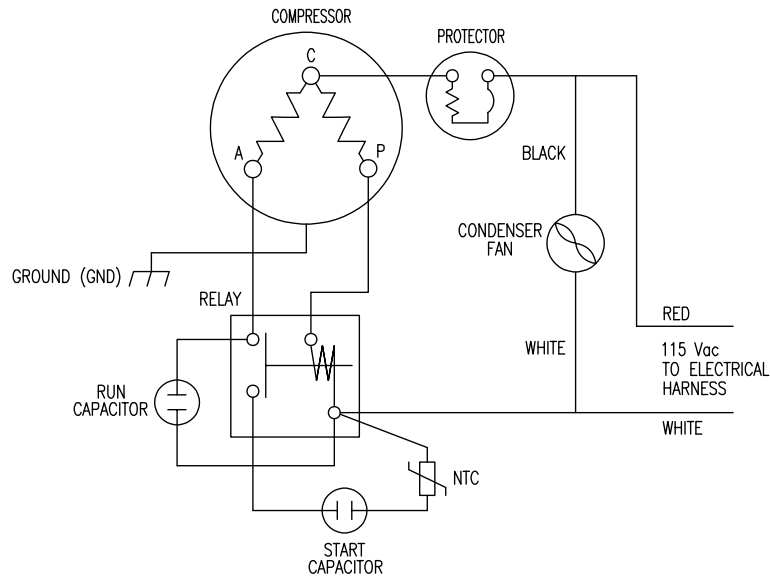 COMPRESSOR
PROTECTOR
C
A
P
BLACK
CONDENSER
FAN
GROUND (GND)
RELAY
RED
WHITE
115 Vac
TO ELECTRICAL
HARNESS
RUN
CAPACITOR
WHITE
NTC
START
CAPACITOR